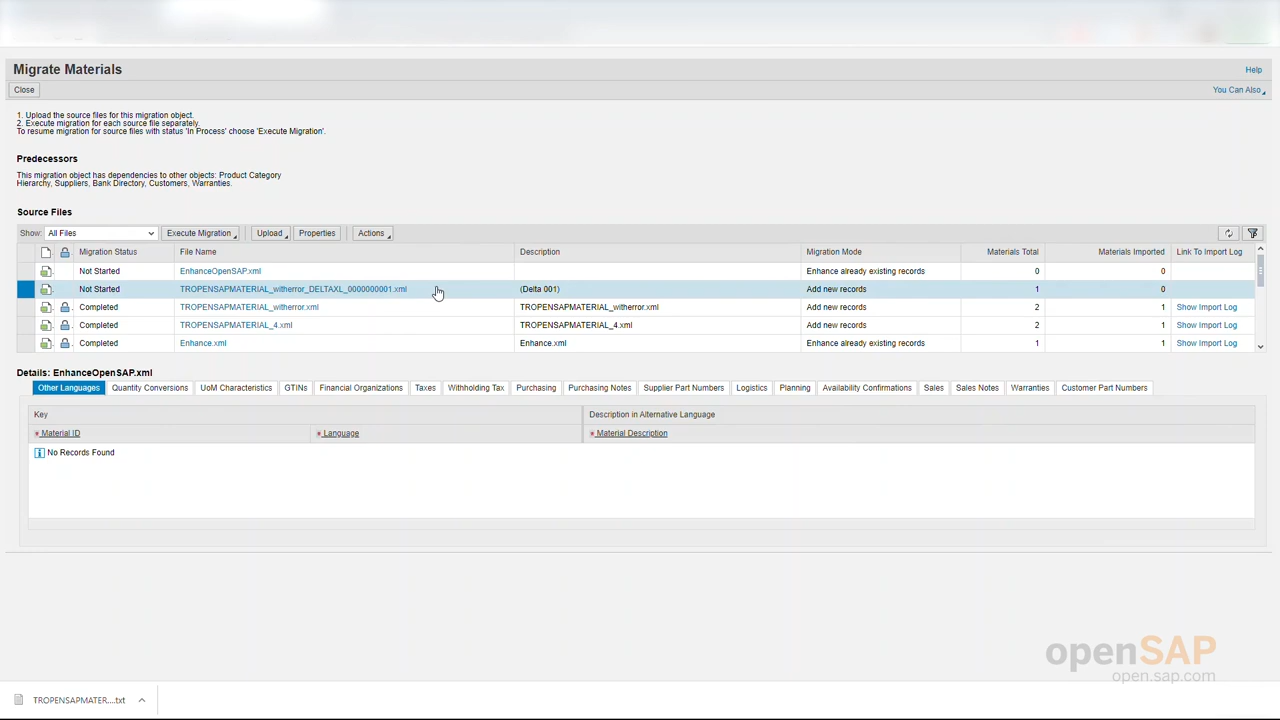 Migrate Materials
Help
Close
You Can Also
1. Upload the source files for this migration object.
2. Execute migration for each source file separately.
To resume migration for source files with status 'In Process' choose 'Execute Migration'.
Predecessors
This migration object has dependencies to other objects: Product Category
Hierarchy, Suppliers, Bank Directory, Customers, Warranties.
Source Files
Show: All Files Execute Migration Upload Properties Actions
Migration Status File Name Description Migration Mode Materials Total Materials Imported Link To Import Log
Not Started EnhanceOpenSAP.xml Enhance already existing records 0 0
Not Started TROPENSAPMATERIAL_witherror_DELTAXL_0000000001.xml (Delta 001) Add new records 1 0
Completed TROPENSAPMATERIAL_witherror.xml TROPENSAPMATERIAL_witherror.xml Add new records 2 1 Show Import Log
Completed TROPENSAPMATERIAL_4.xml TROPENSAPMATERIAL_4.xml Add new records 2 1 Show Import Log
Completed Enhance.xml Enhance.xml Enhance already existing records 1 1 Show Import Log
Details: EnhanceOpenSAP.xml
Other Languages Quantity Conversions UoM Characteristics GTINs Financial Organizations Taxes Withholding Tax Purchasing Purchasing Notes Supplier Part Numbers Logistics Planning Availability Confirmations Sales Sales Notes Warranties Customer Part Numbers
Key Description in Alternative Language
* Material ID * Language * Material Description
No Records Found
openSAP
open.sap.com
TROPENSAPMATER....txt